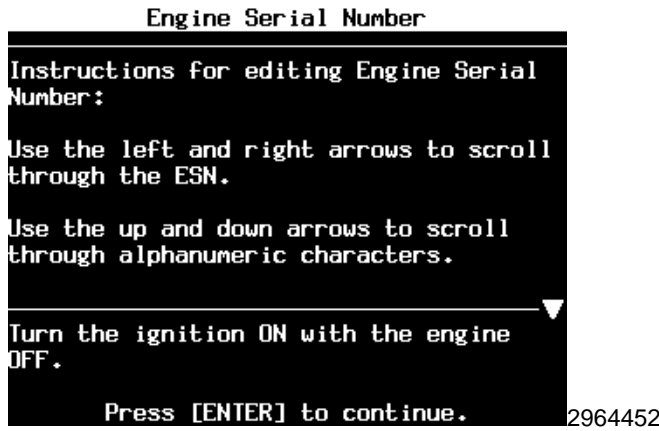 Engine Serial Number
Instructions for editing Engine Serial
Number:
Use the left and right arrows to scroll
through the ESN.
Use the up and down arrows to scroll
through alphanumeric characters.
Turn the ignition ON with the engine
OFF.
Press [ENTER] to continue.
2964452